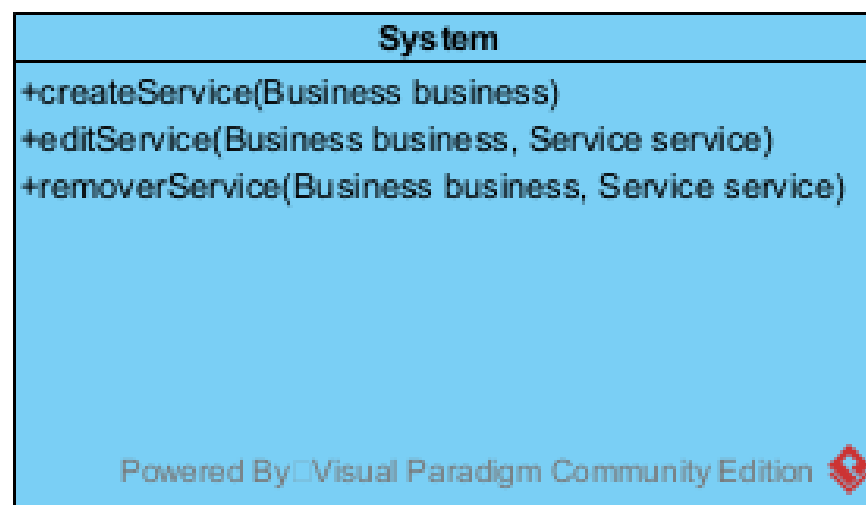 System
+createService(Business business)
+editService(Business business, Service service)
+removerService(Business business, Service service)
Powered By Visual Paradigm Community Edition